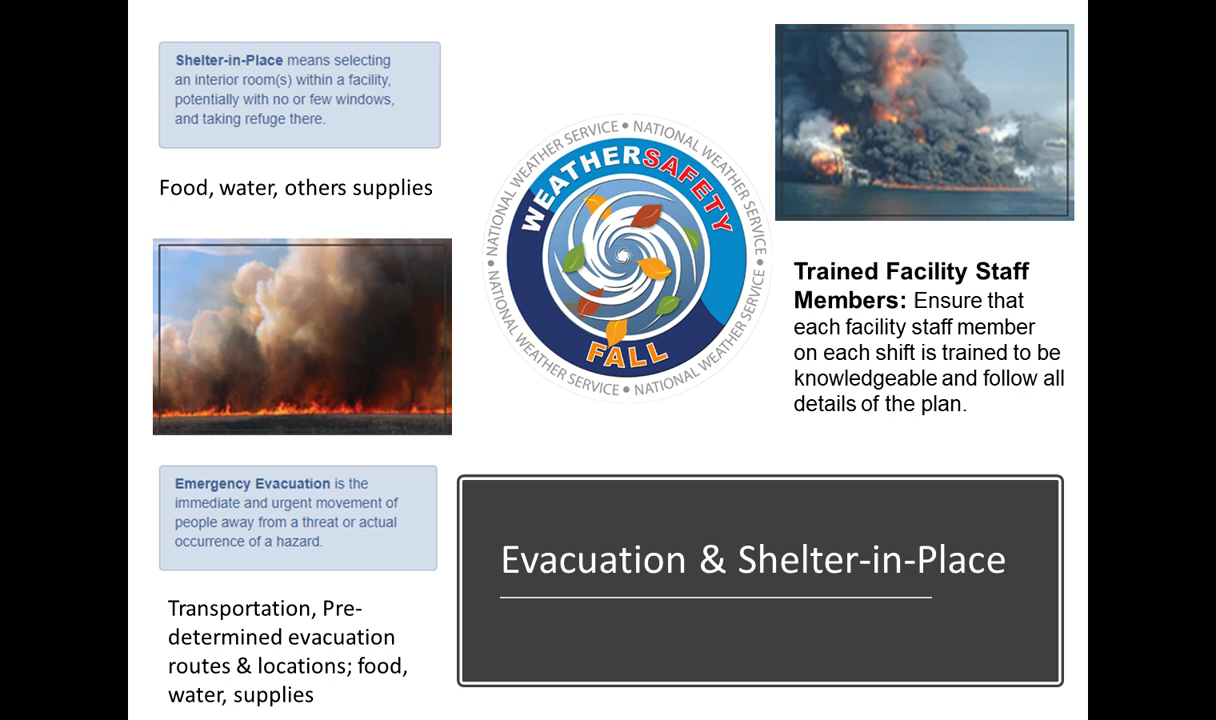 Shelter-in-Place means selecting
an interior room(s) within a facility,
potentially with no or few windows,
and taking refuge there.
Food, water, others supplies
Emergency Evacuation is the
immediate and urgent movement of
people away from a threat or actual
occurrence of a hazard.
Transportation, Pre-
determined evacuation
routes & locations; food,
water, supplies
NATIONAL WEATHER SERVICE • NATIONAL WEATHER SERVICE • NATIONAL WEATHER SERVICE • NATIONAL WEATHER SERVICE •
WEATHERSAFETY
FALL
Trained Facility Staff
Members: Ensure that
each facility staff member
on each shift is trained to be
knowledgeable and follow all
details of the plan.
Evacuation & Shelter-in-Place